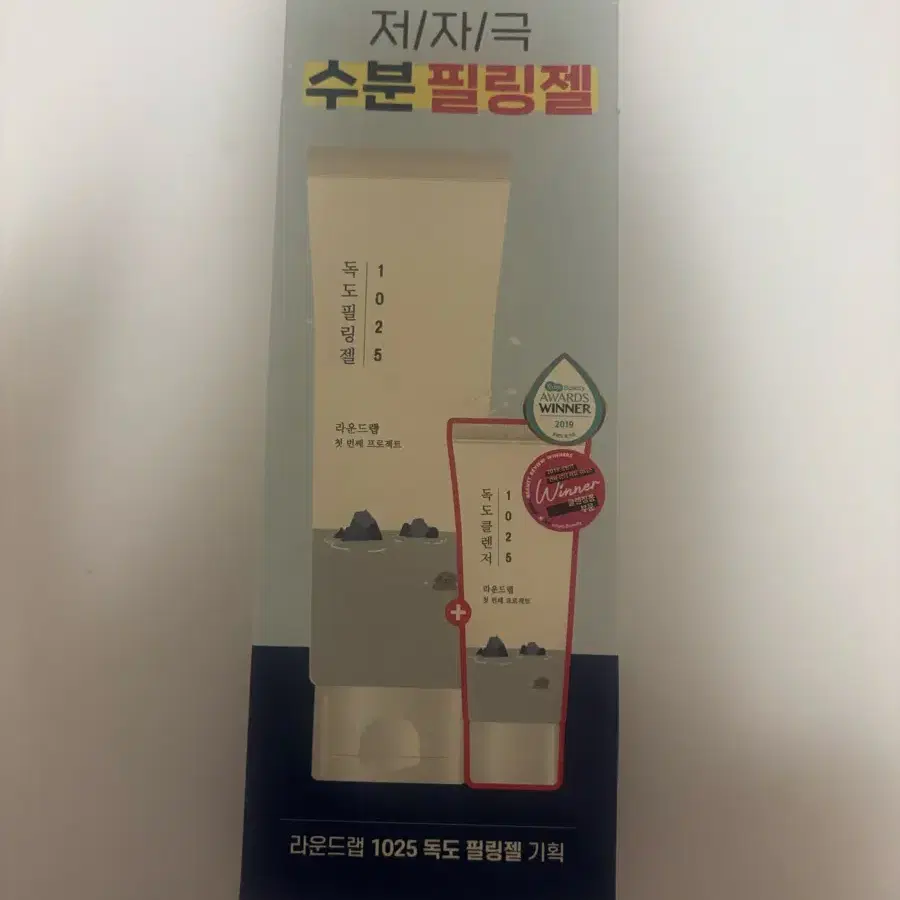 저/자/극
수분 필링젤
독도필링젤
1025
라운드랩
첫 번째 프로젝트
AWARDS
WINNER
2019
Winner
독도클렌저
1025
라운드랩
첫 번째 프로젝트
+
라운드랩 1025 독도 필링젤 기획